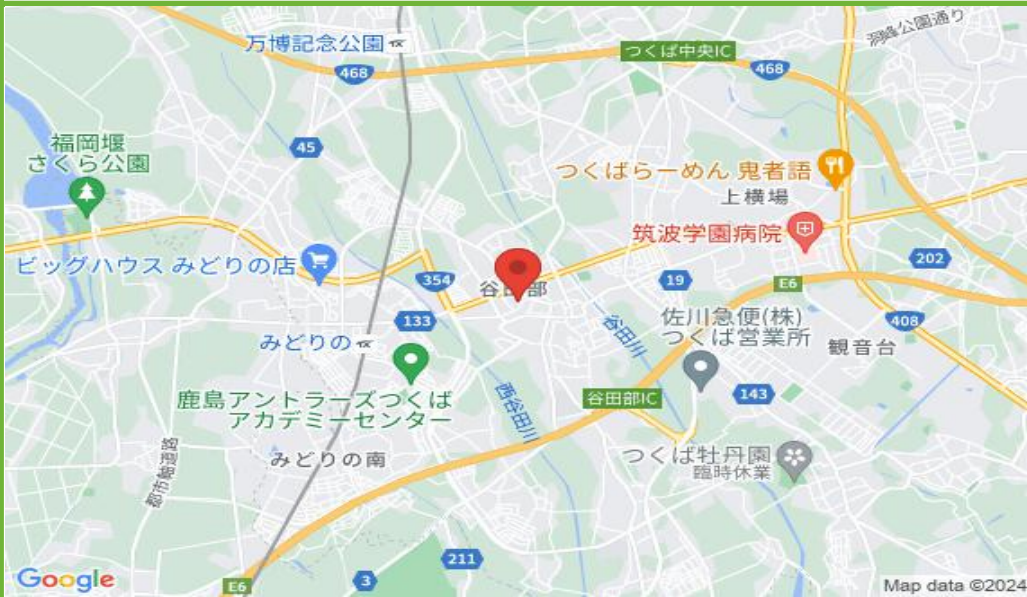 洞峰公園通り
万博記念公園
つくば中央IC
468
468
福岡堰
さくら公園
45
つくばらーめん 鬼者語
上横場
筑波学園病院
ビッグハウス みどりの店
354
谷田部
19
E6
202
133
谷田川
佐川急便(株)
つくば営業所
408
観音台
みどりの
鹿島アントラーズつくば
アカデミーセンター
西谷田川
谷田部IC
143
都市軸道路
みどりの南
つくば牡丹園
臨時休業
211
3
E6
Google
Map data ©2024